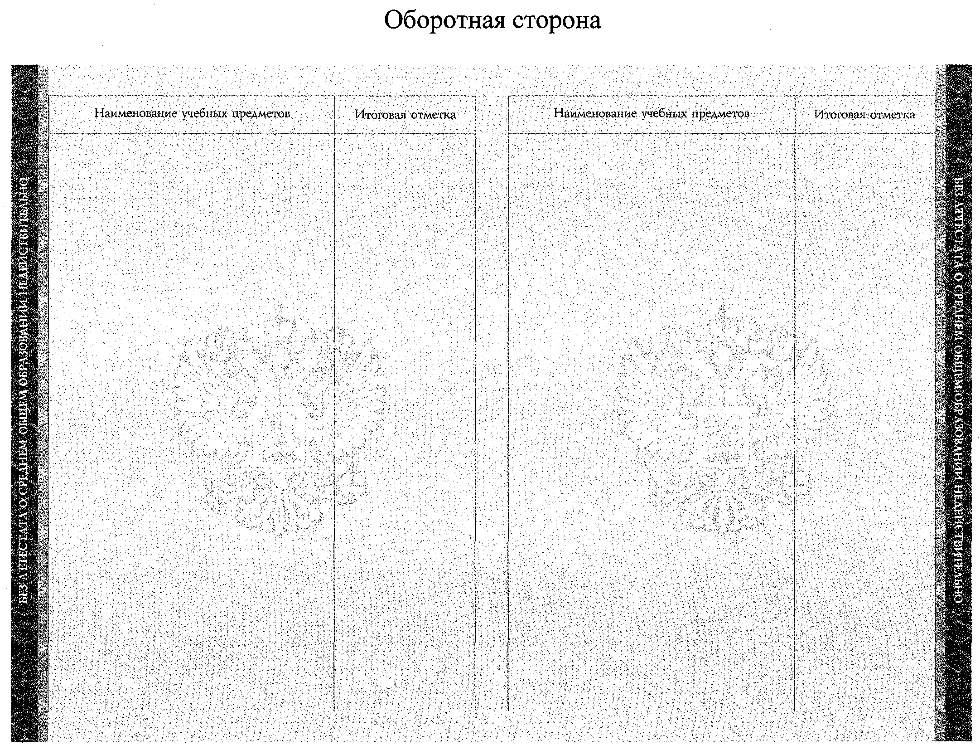 Оборотная сторона
Наименование учебных предметов Итоговая отметка Наименование учебных предметов Итоговая отметка
БЕЗ АТТЕСТАТА О СРЕДНЕМ ОБЩЕМ ОБРАЗОВАНИИ НЕДЕЙСТВИТЕЛЬНО
БЕЗ АТТЕСТАТА О СРЕДНЕМ ОБЩЕМ ОБРАЗОВАНИИ НЕДЕЙСТВИТЕЛЬНО